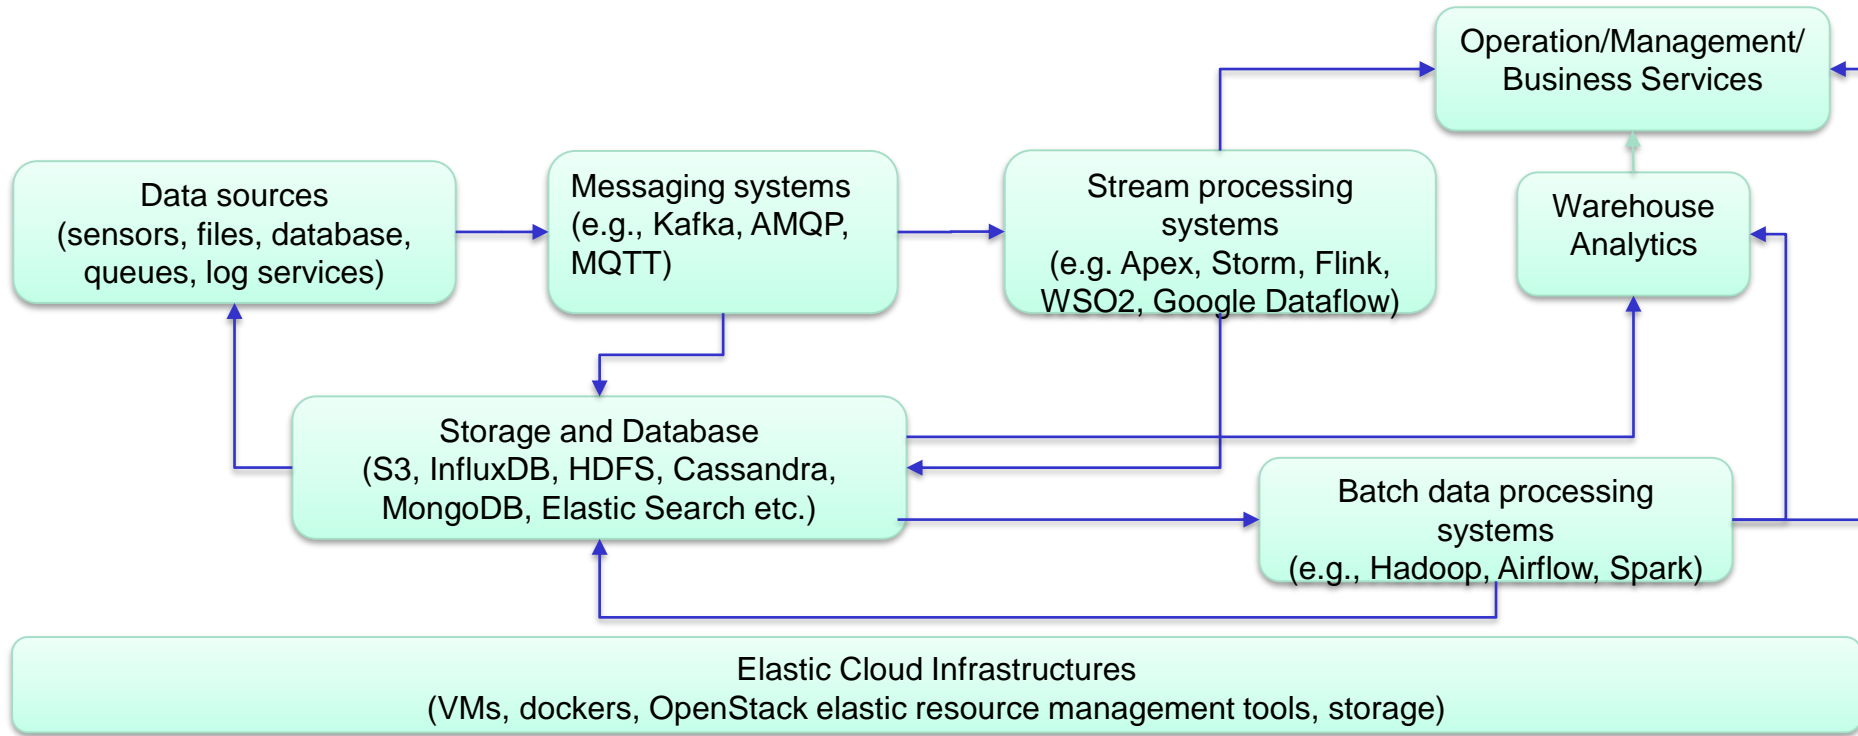 Operation/Management/
Business Services
Data sources
(sensors, files, database,
queues, log services)
Messaging systems
(e.g., Kafka, AMQP,
MQTT)
Stream processing
systems
(e.g. Apex, Storm, Flink,
WSO2, Google Dataflow)
Warehouse
Analytics
Storage and Database
(S3, InfluxDB, HDFS, Cassandra,
MongoDB, Elastic Search etc.)
Batch data processing
systems
(e.g., Hadoop, Airflow, Spark)
Elastic Cloud Infrastructures
(VMs, dockers, OpenStack elastic resource management tools, storage)